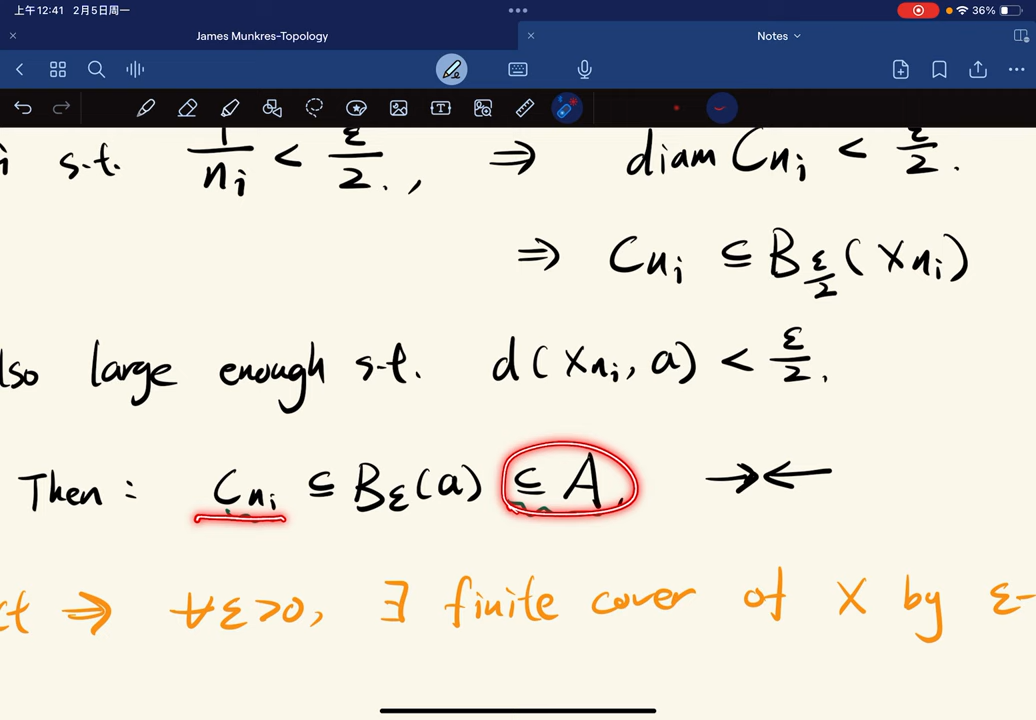 上午12:41 2月5日周一
36%
James Munkres-Topology
Notes
i s.t. 1/n_i < ε/2 , ⇒ diam C_{n_i} < ε/2 .
⇒ C_{n_i} ⊆ B_{ε/2}(x_{n_i})
lso large enough s.t. d(x_{n_i}, a) < ε/2 ,
Then : C_{n_i} ⊆ B_ε(a) ⊆ A, →←
ct ⇒ ∀ε>0, ∃ finite cover of X by ε-